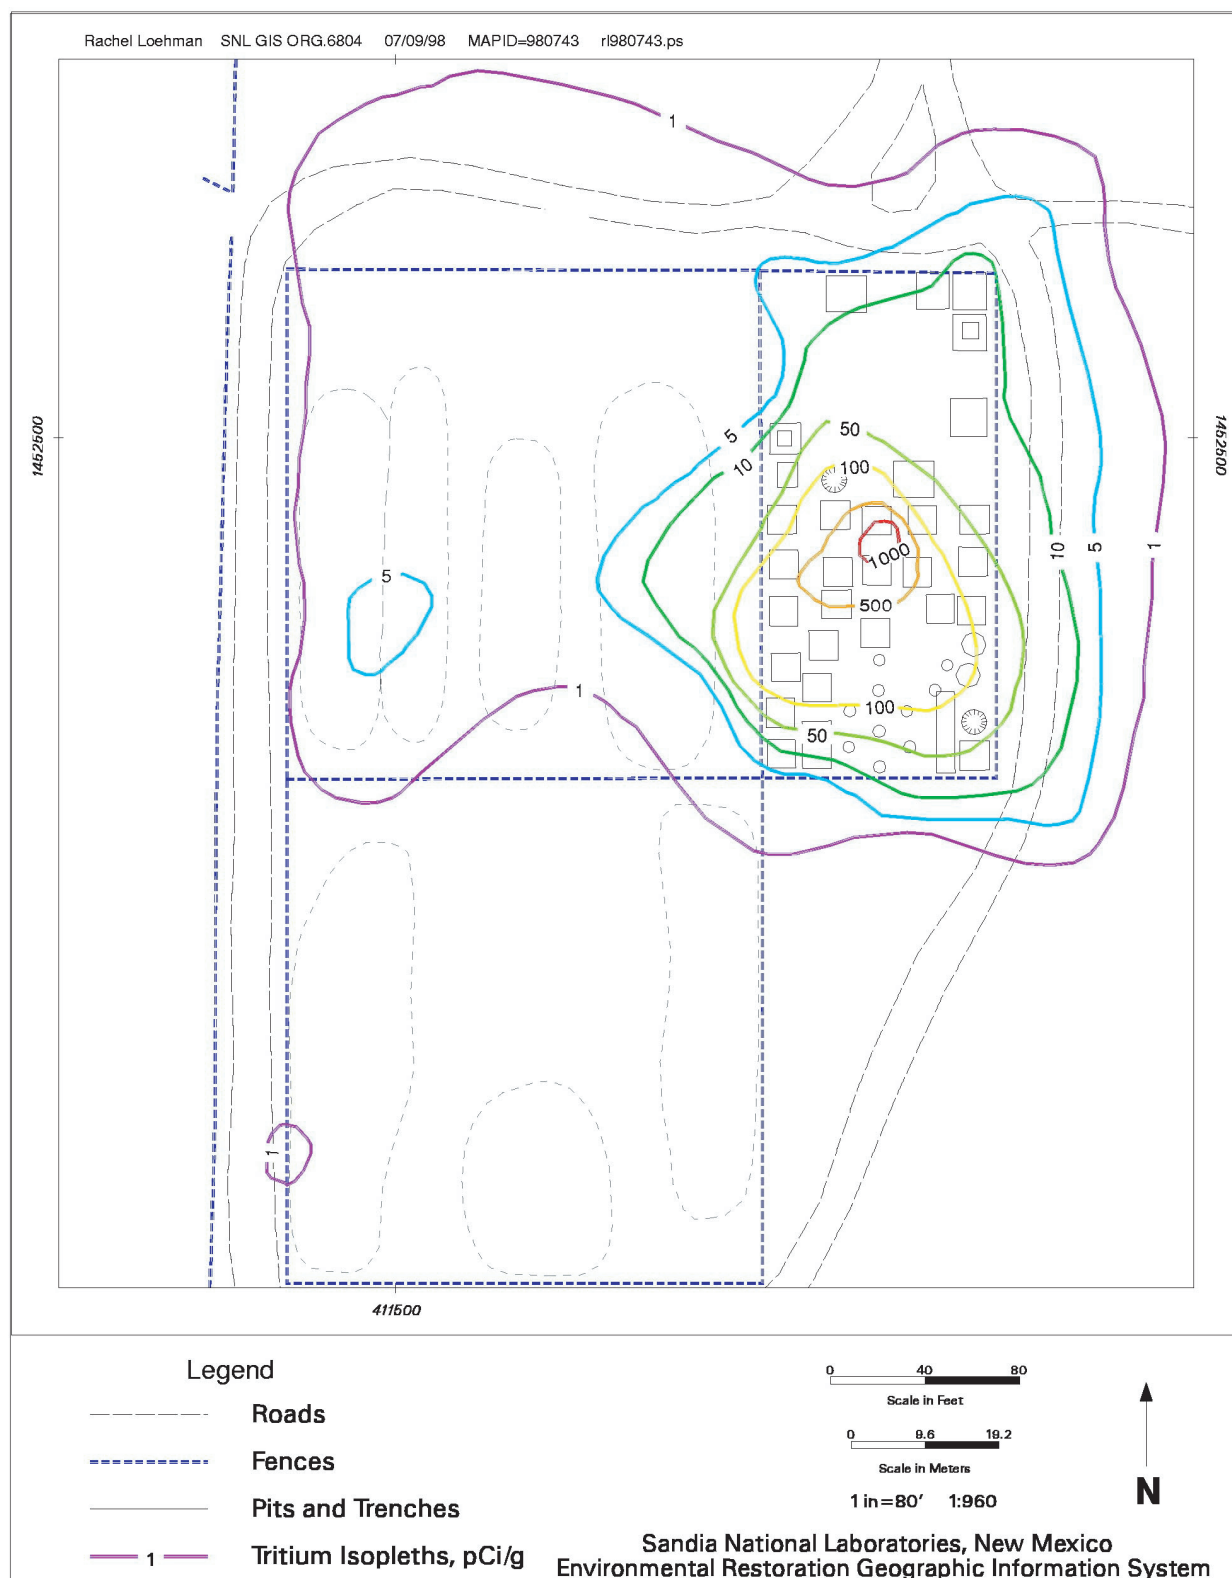 Rachel Loehman SNL GIS ORG.6804 07/09/98 MAPID=980743 rl980743.ps
1
5
50
1452500
1452500
10
100
1000
10
5
1
5
500
1
100
50
1
411500
Legend
Roads
Fences
Pits and Trenches
1
Tritium Isopleths, pCi/g
0 40 80
Scale in Feet
0 9.6 19.2
Scale in Meters
1 in=80' 1:960
N
Sandia National Laboratories, New Mexico
Environmental Restoration Geographic Information System